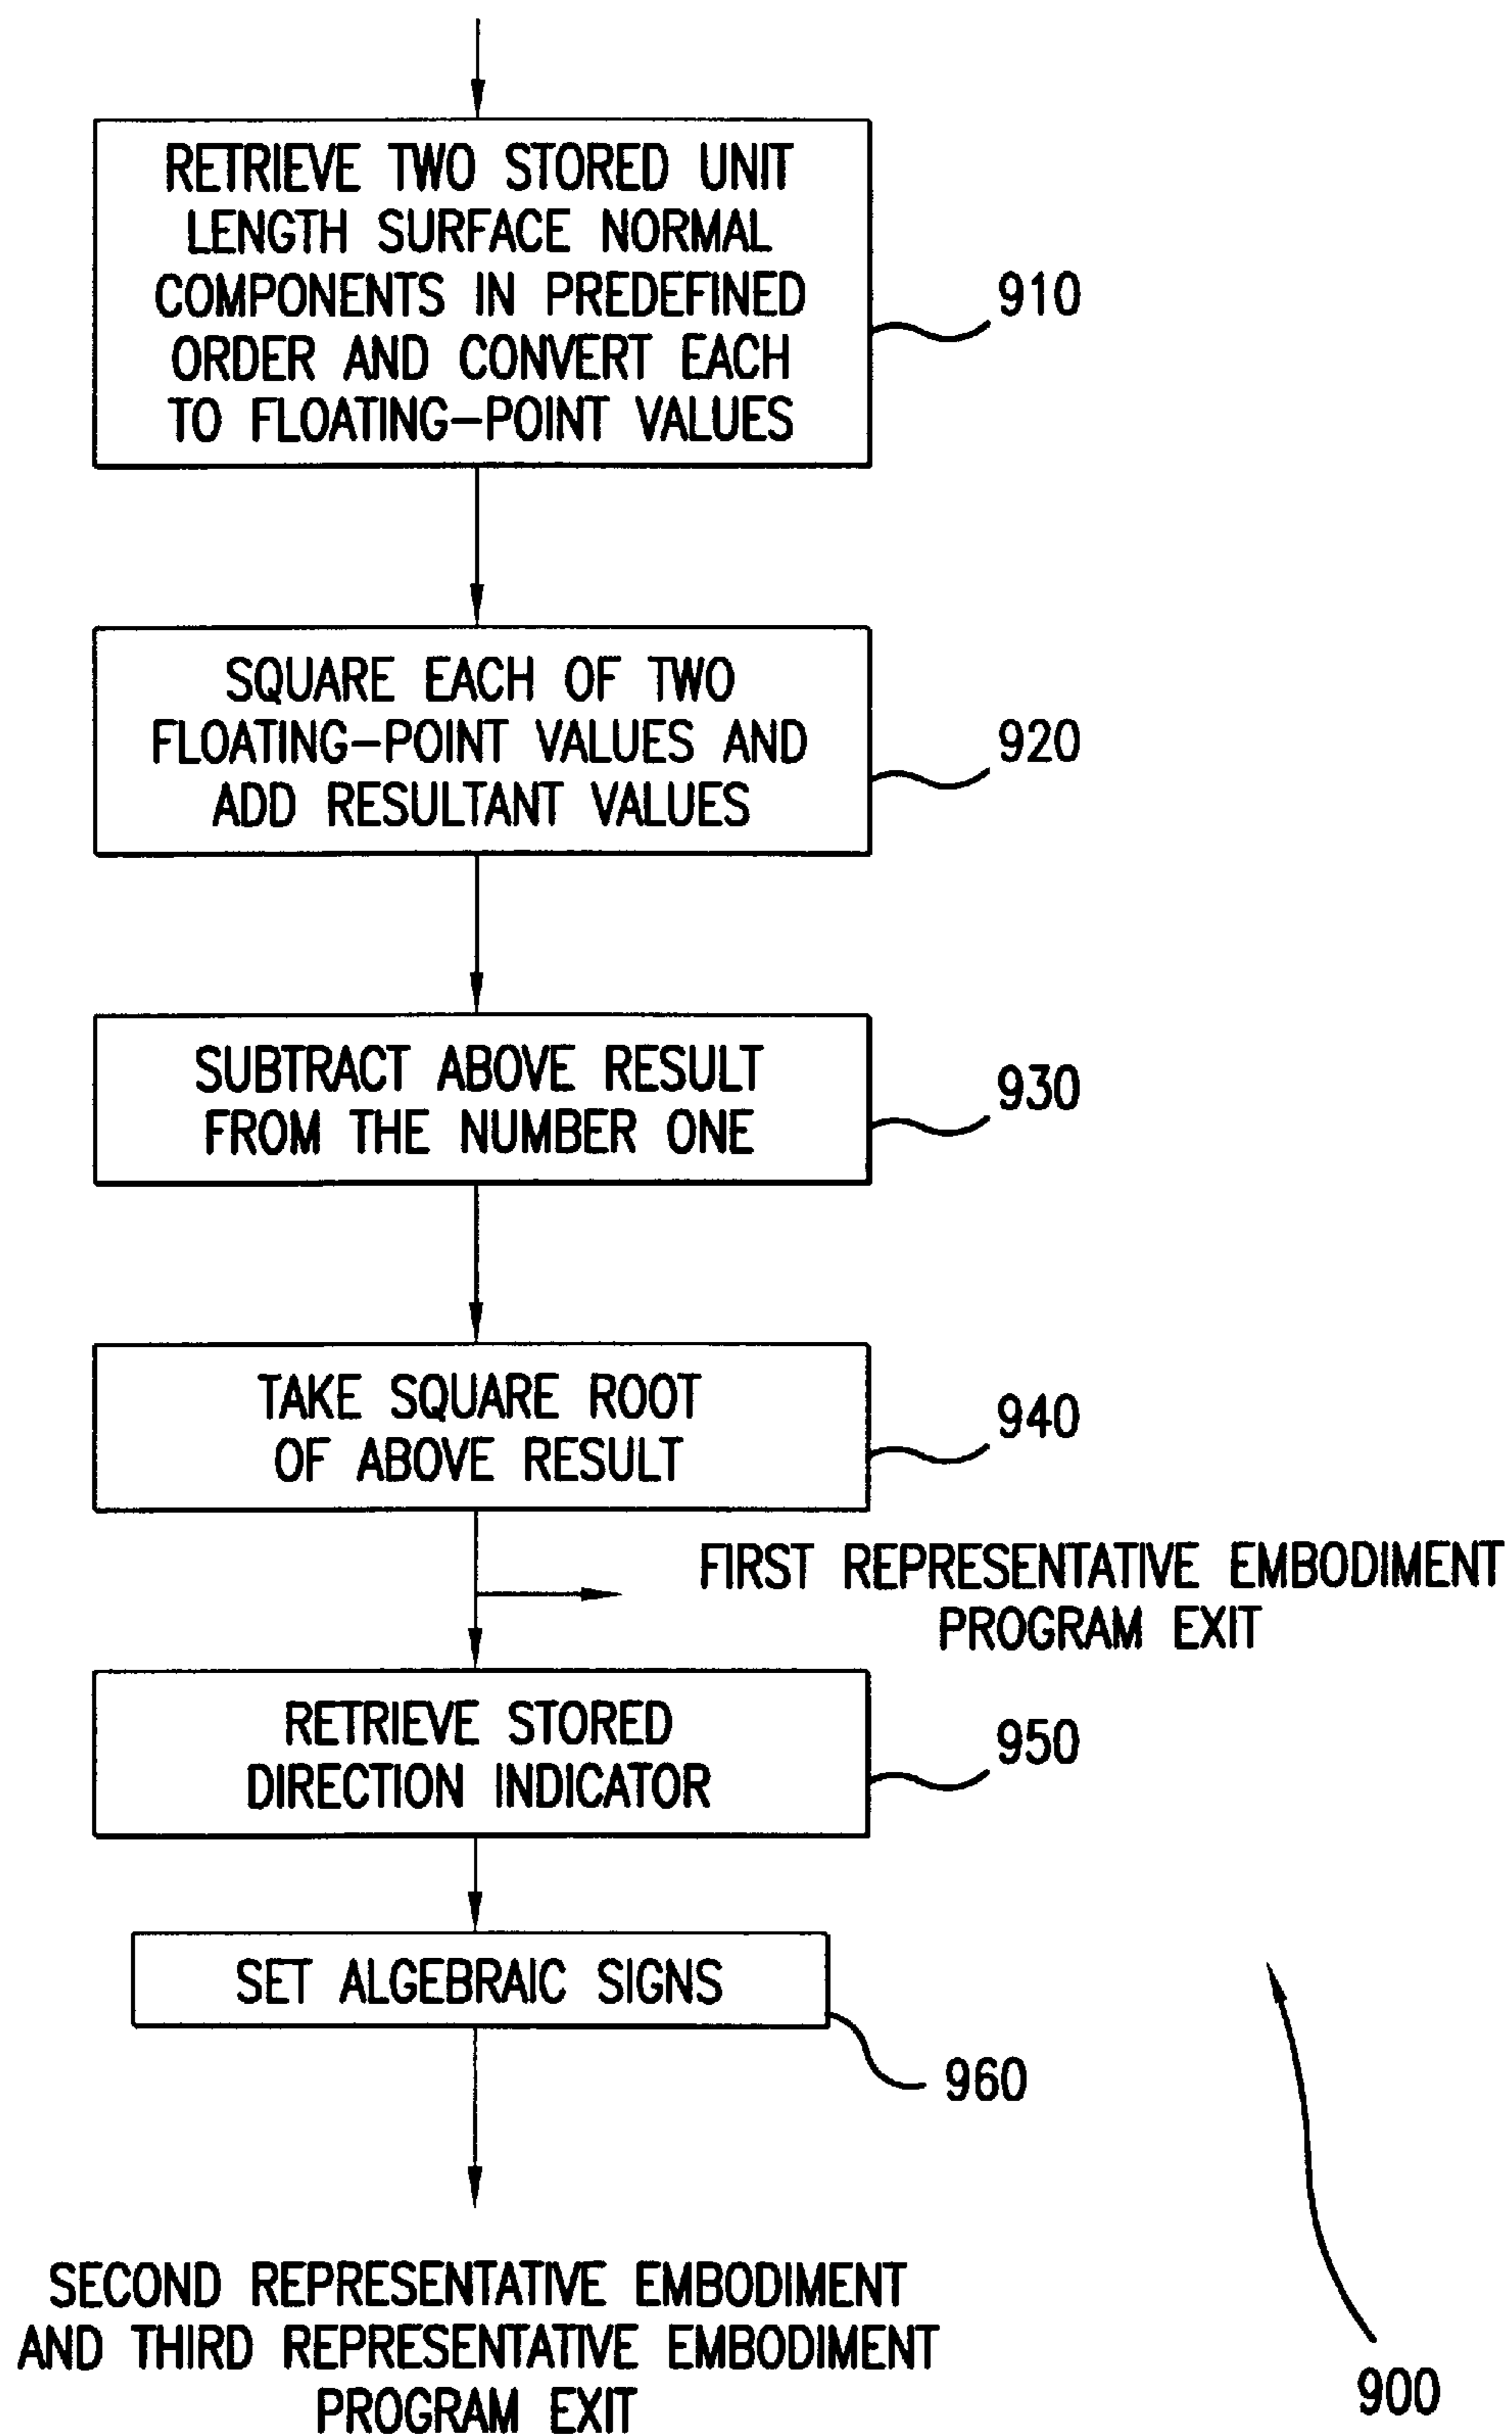 RETRIEVE TWO STORED UNIT
LENGTH SURFACE NORMAL
COMPONENTS IN PREDEFINED
ORDER AND CONVERT EACH
TO FLOATING-POINT VALUES
910
SQUARE EACH OF TWO
FLOATING-POINT VALUES AND
ADD RESULTANT VALUES
920
SUBTRACT ABOVE RESULT
FROM THE NUMBER ONE
930
TAKE SQUARE ROOT
OF ABOVE RESULT
940
FIRST REPRESENTATIVE EMBODIMENT
PROGRAM EXIT
RETRIEVE STORED
DIRECTION INDICATOR
950
SET ALGEBRAIC SIGNS
960
SECOND REPRESENTATIVE EMBODIMENT
AND THIRD REPRESENTATIVE EMBODIMENT
PROGRAM EXIT
900